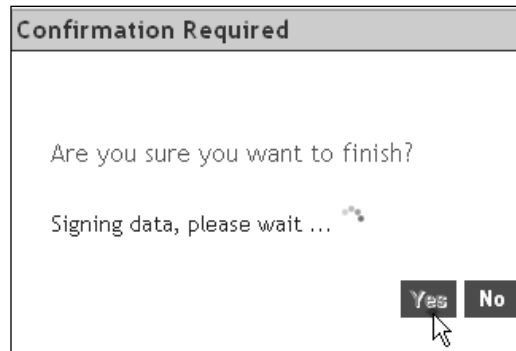 Confirmation Required
Are you sure you want to finish?
Signing data, please wait ...
Yes No